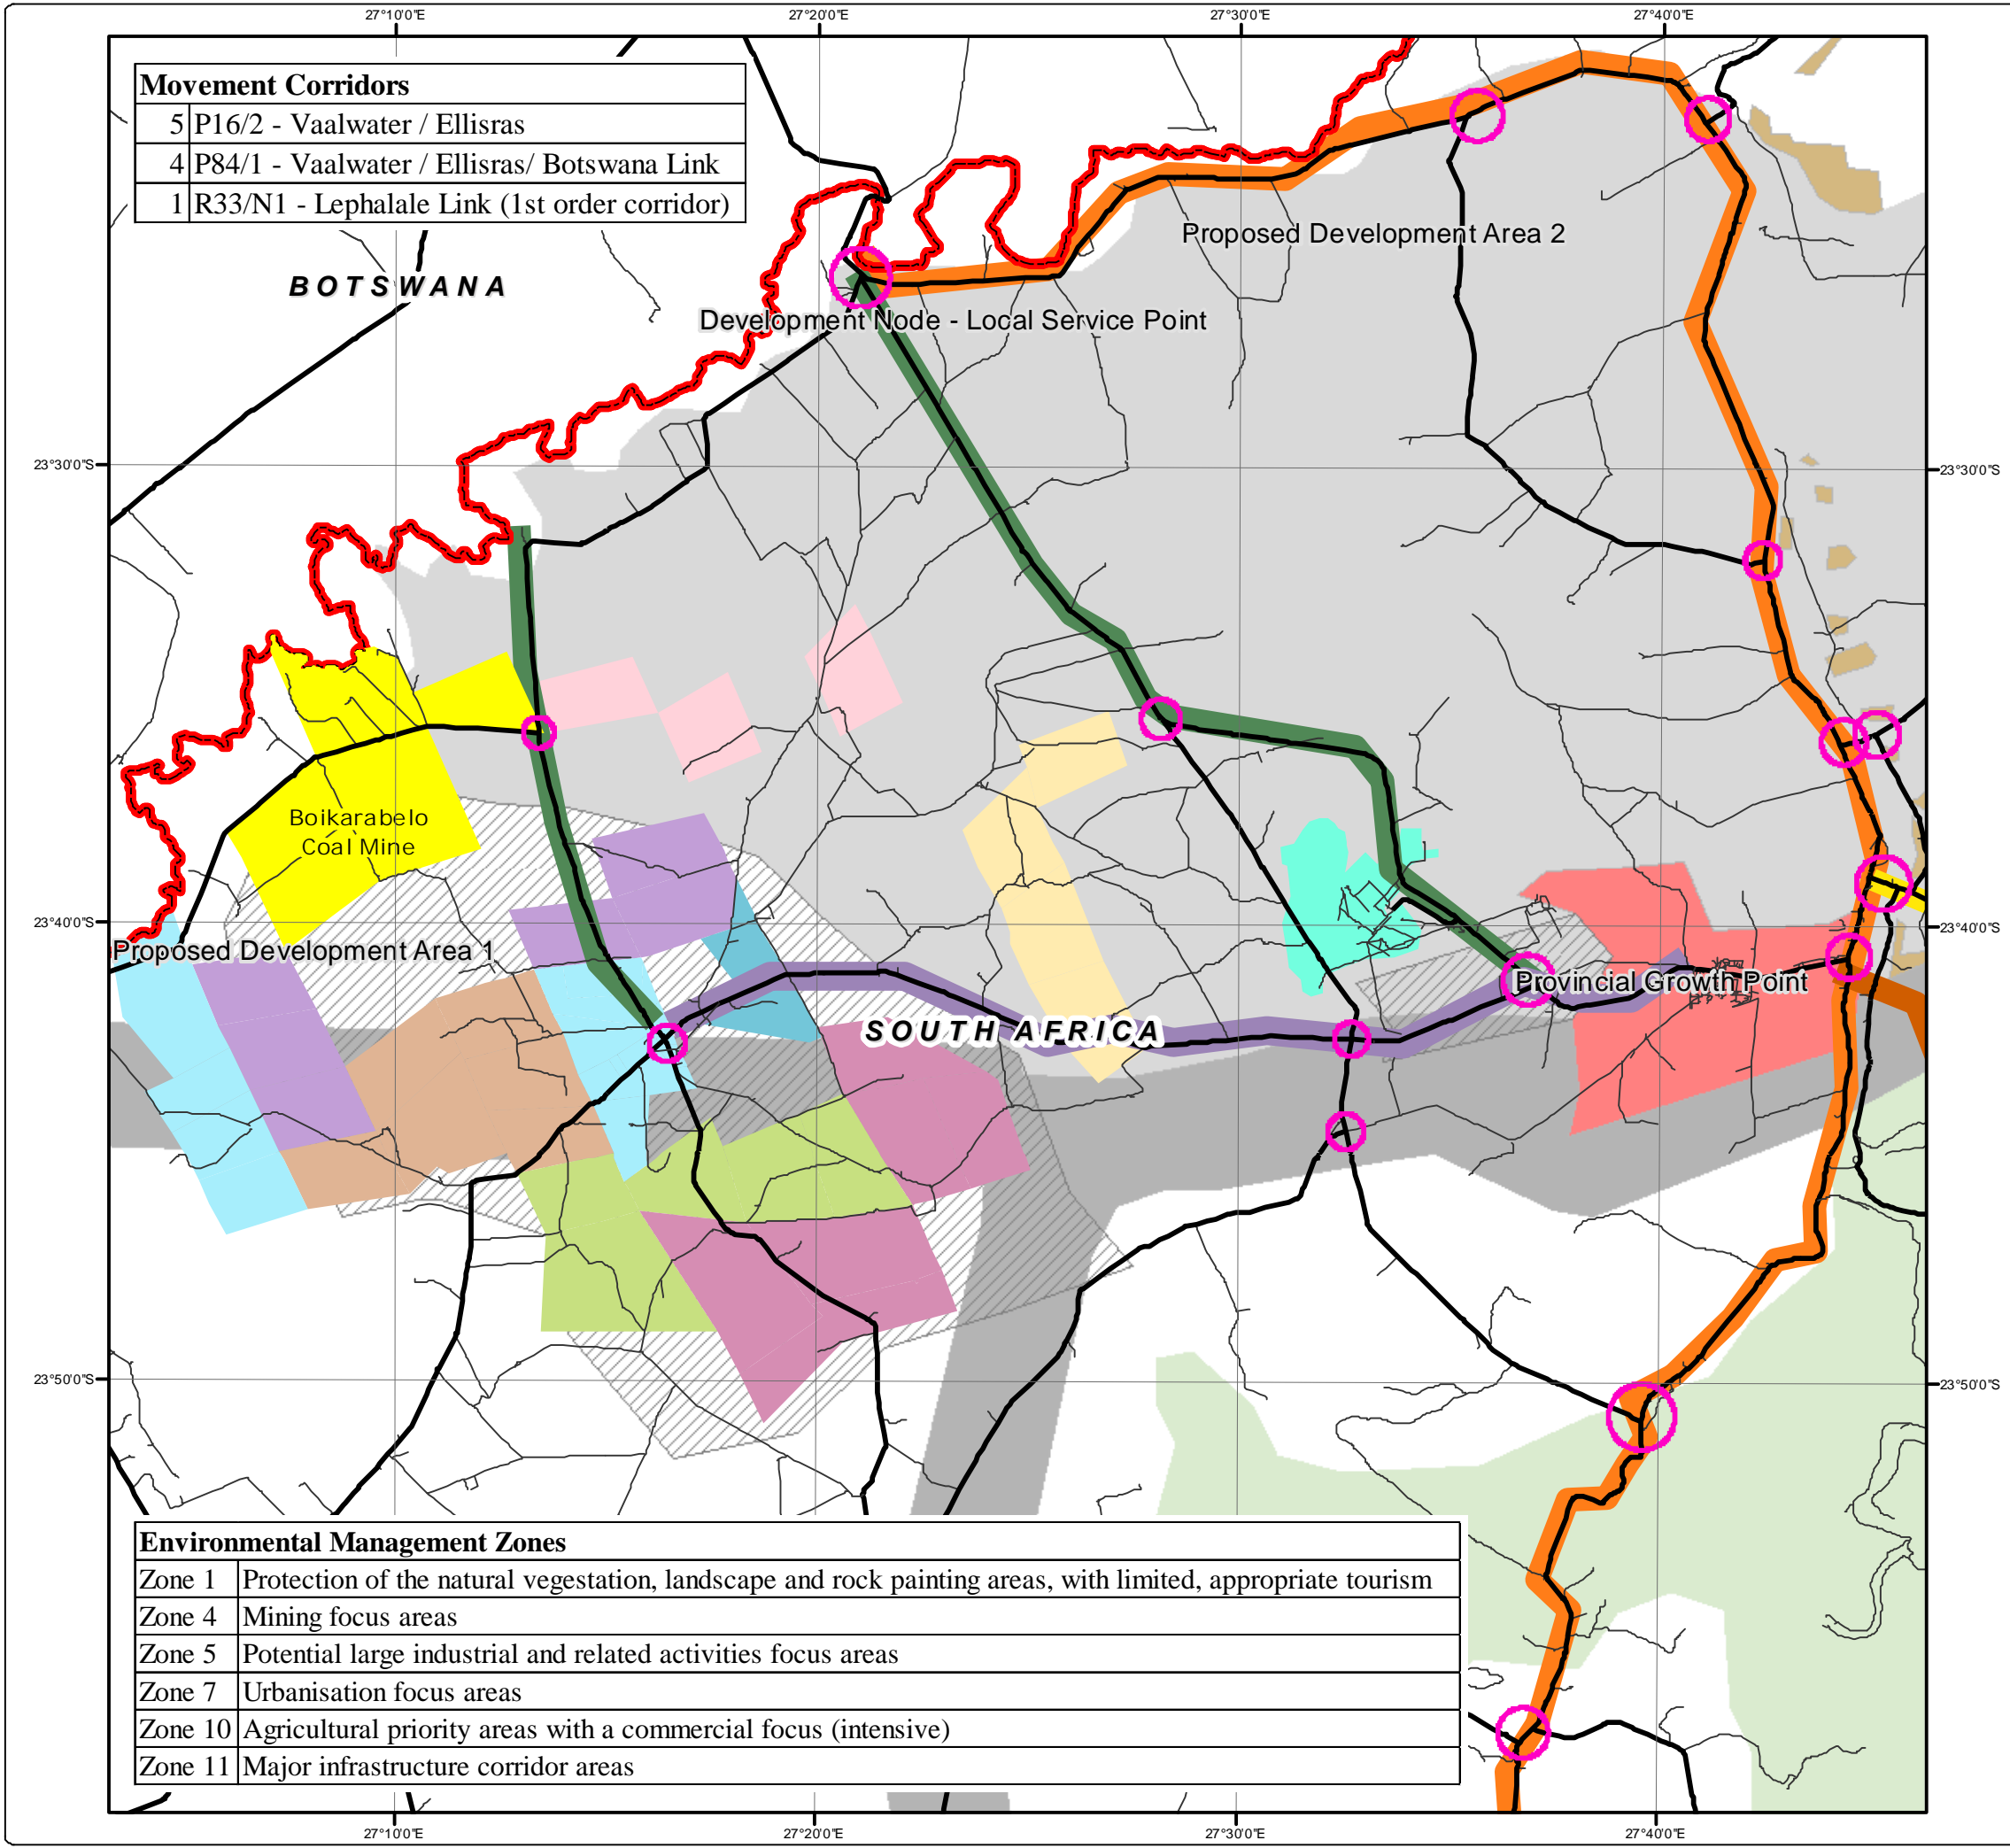 27°10'0"E 27°20'0"E 27°30'0"E 27°40'0"E
Movement Corridors
5 P16/2 - Vaalwater / Ellisras
4 P84/1 - Vaalwater / Ellisras/ Botswana Link
1 R33/N1 - Lephalale Link (1st order corridor)
Proposed Development Area 2
BOTSWANA
Development Node - Local Service Point
23°30'0"S 23°30'0"S
Boikarabelo
Coal Mine
23°40'0"S 23°40'0"S
Proposed Development Area 1
Provincial Growth Point
SOUTH AFRICA
23°50'0"S 23°50'0"S
Environmental Management Zones
Zone 1 Protection of the natural vegestation, landscape and rock painting areas, with limited, appropriate tourism
Zone 4 Mining focus areas
Zone 5 Potential large industrial and related activities focus areas
Zone 7 Urbanisation focus areas
Zone 10 Agricultural priority areas with a commercial focus (intensive)
Zone 11 Major infrastructure corridor areas
27°10'0"E 27°20'0"E 27°30'0"E 27°40'0"E